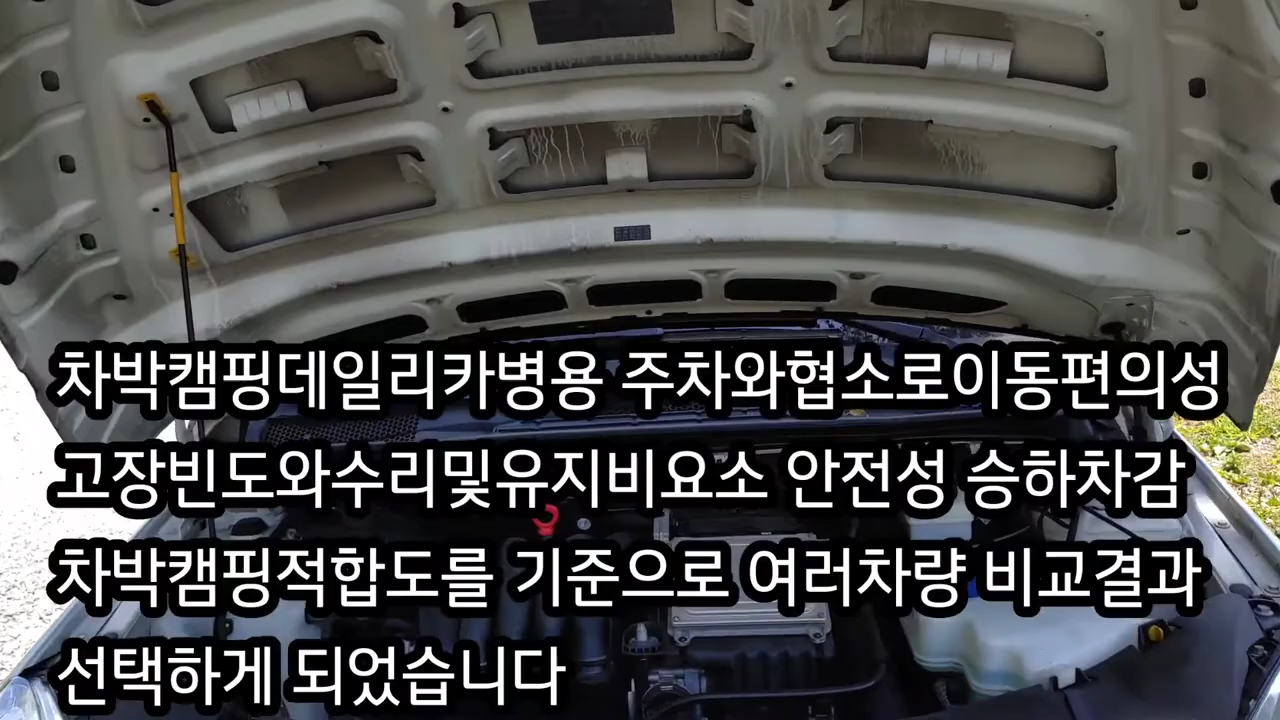 차박캠핑데일리카병용 주차와협소로이동편의성
고장빈도와수리및유지비요소 안전성 승하차감
차박캠핑적합도를 기준으로 여러차량 비교결과
선택하게 되었습니다